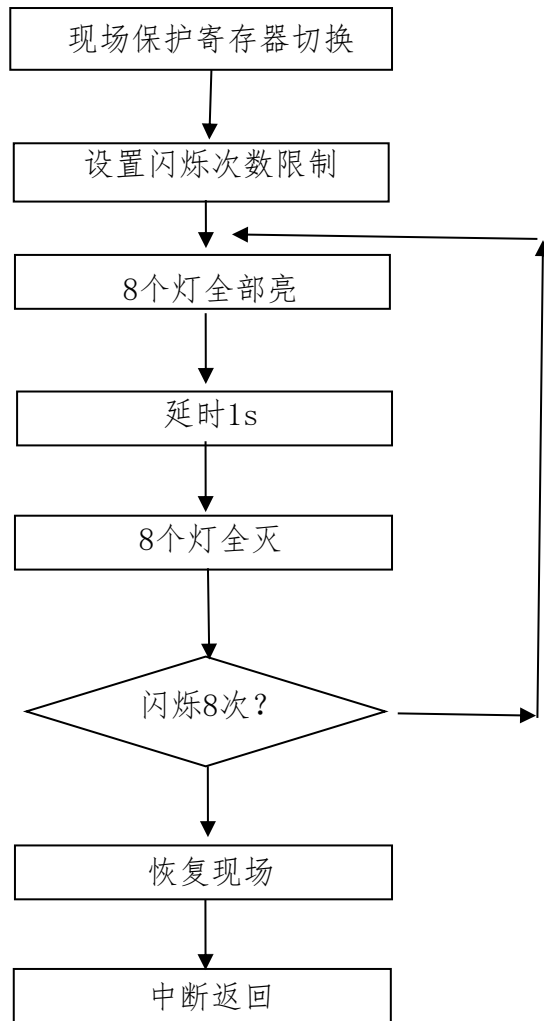 现场保护寄存器切换
设置闪烁次数限制
8个灯全部亮
延时1s
8个灯全灭
闪烁8次？
恢复现场
中断返回